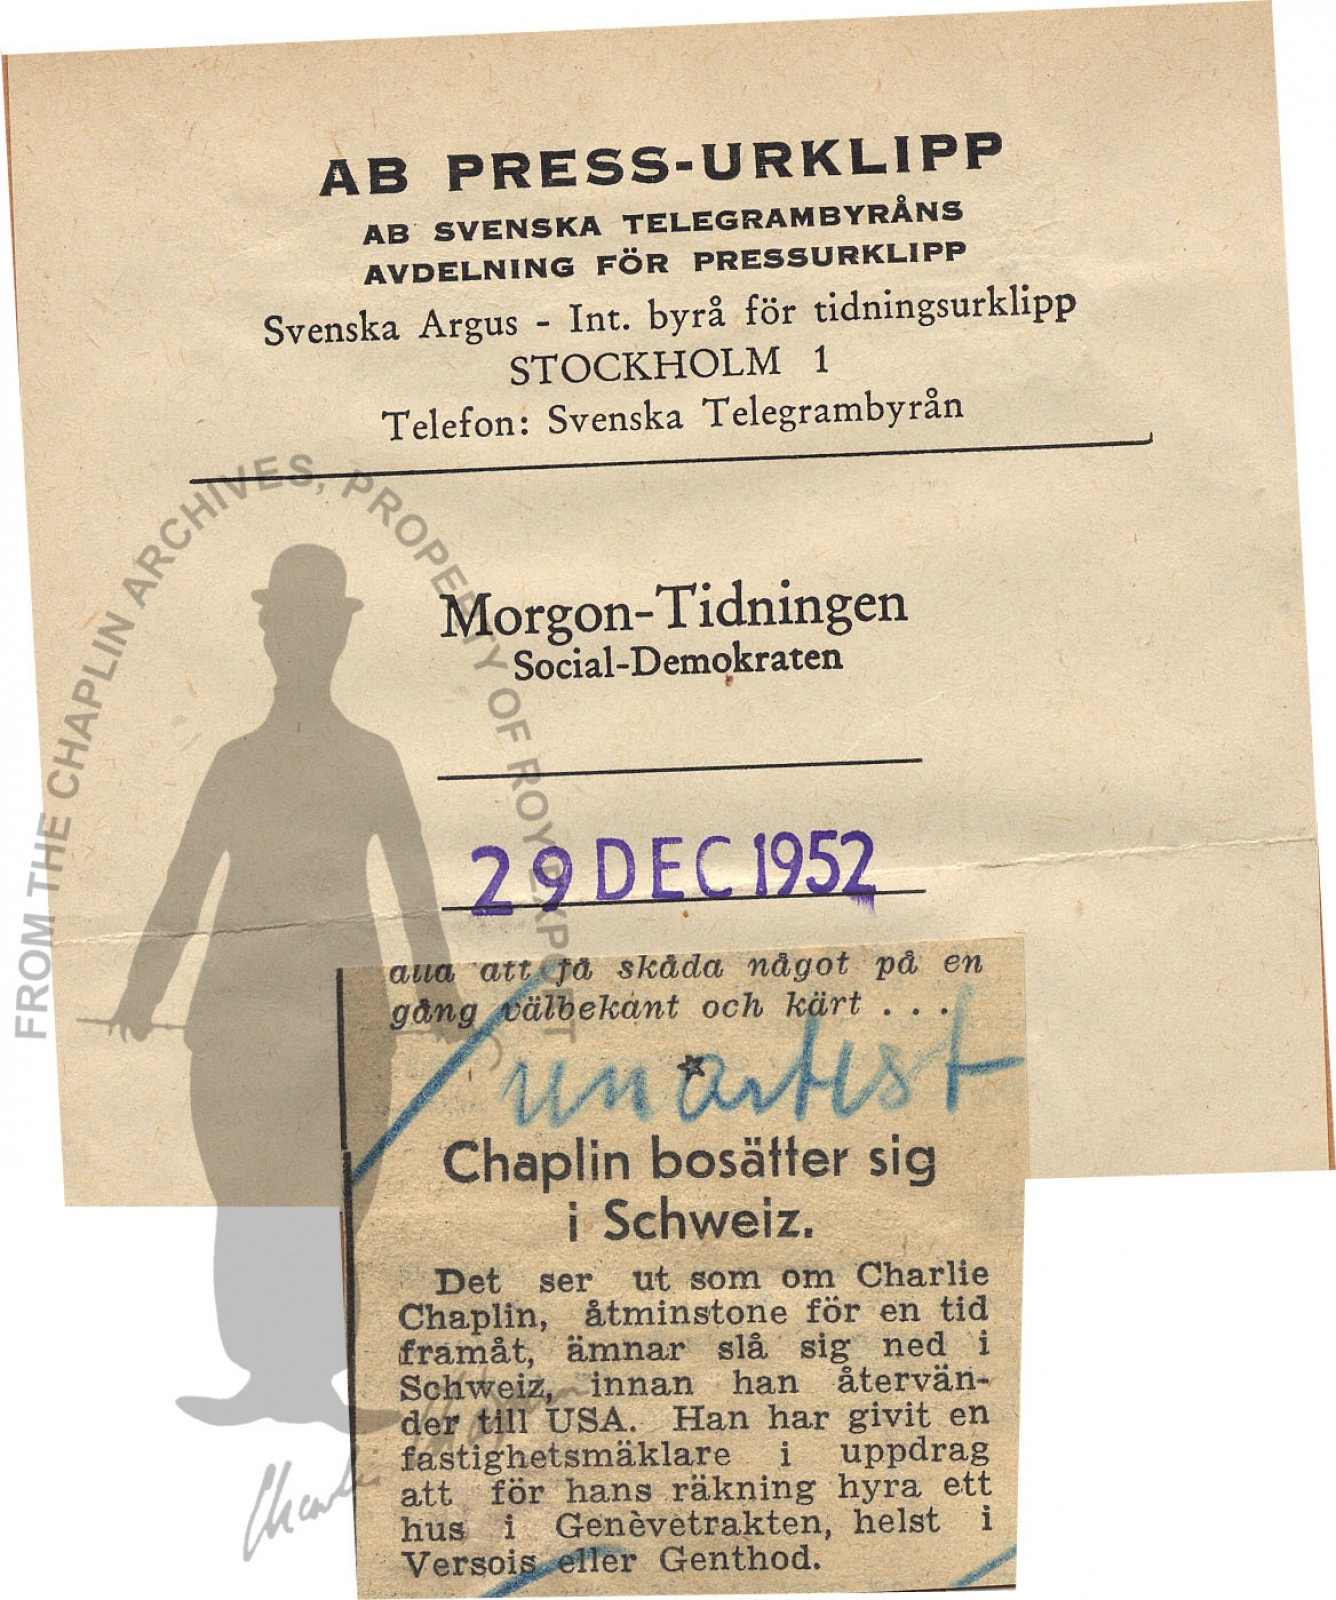 AB PRESS-URKLIPP
AB SVENSKA TELEGRAMBYRÅNS
AVDELNING FÖR PRESSURKLIPP
Svenska Argus - Int. byrå för tidningsurklipp
STOCKHOLM 1
Telefon: Svenska Telegrambyrån
FROM THE CHAPLIN ARCHIVES, PROPERTY OF ROY EXPORT
Morgon-Tidningen
Social-Demokraten
29 DEC 1952
alla att få skåda något på en
gång välbekant och kärt . . .
unartist
Chaplin bosätter sig
i Schweiz.
Det ser ut som om Charlie
Chaplin, åtminstone för en tid
framåt, ämnar slå sig ned i
Schweiz, innan han återvän-
der till USA. Han har givit en
fastighetsmäklare i uppdrag
att för hans räkning hyra ett
hus i Genèvetrakten, helst i
Versois eller Genthod.
Charlie Chaplin